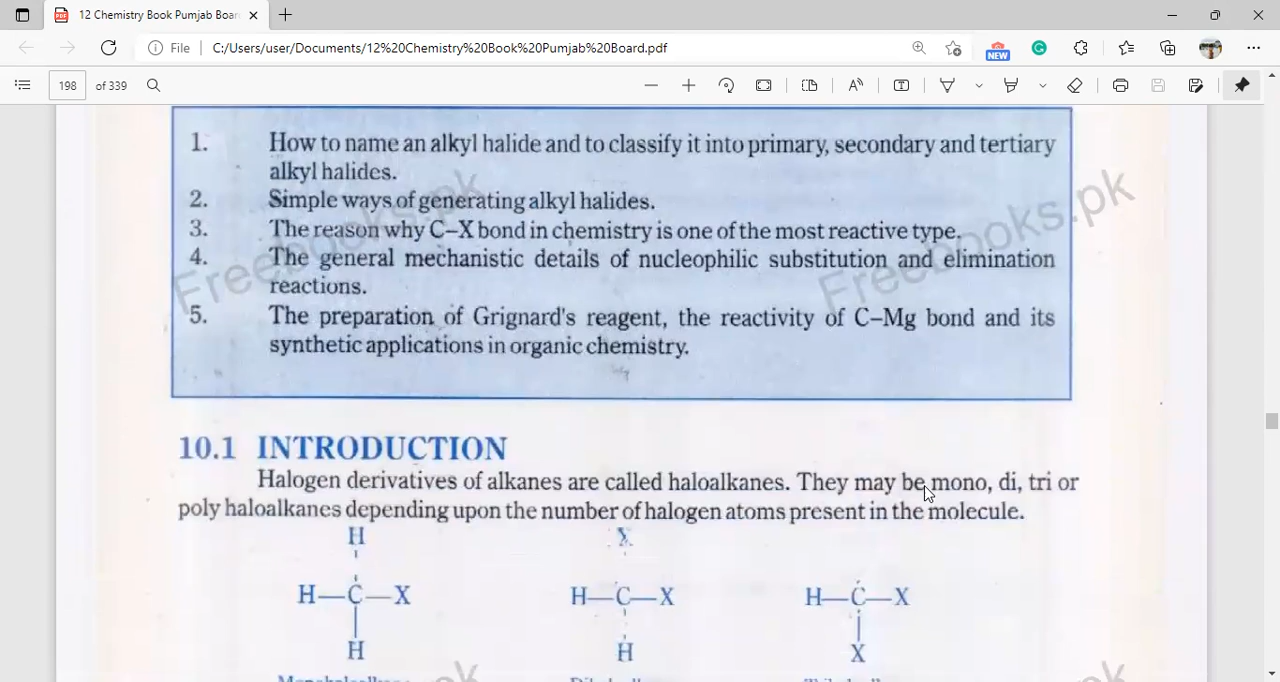 12 Chemistry Book Pumjab Boar
File
C:/Users/user/Documents/12%20Chemistry%20Book%20Pumjab%20Board.pdf
NEW
198 of 339
1. How to name an alkyl halide and to classify it into primary, secondary and tertiary
alkyl halides.
2. Simple ways of generating alkyl halides.
3. The reason why C–X bond in chemistry is one of the most reactive type.
4. The general mechanistic details of nucleophilic substitution and elimination
reactions.
5. The preparation of Grignard's reagent, the reactivity of C–Mg bond and its
synthetic applications in organic chemistry.
Freebooks.pk
Freebooks.pk
10.1 INTRODUCTION
Halogen derivatives of alkanes are called haloalkanes. They may be mono, di, tri or
poly haloalkanes depending upon the number of halogen atoms present in the molecule.
H X
H—C—X H—C—X H—C—X
H H X